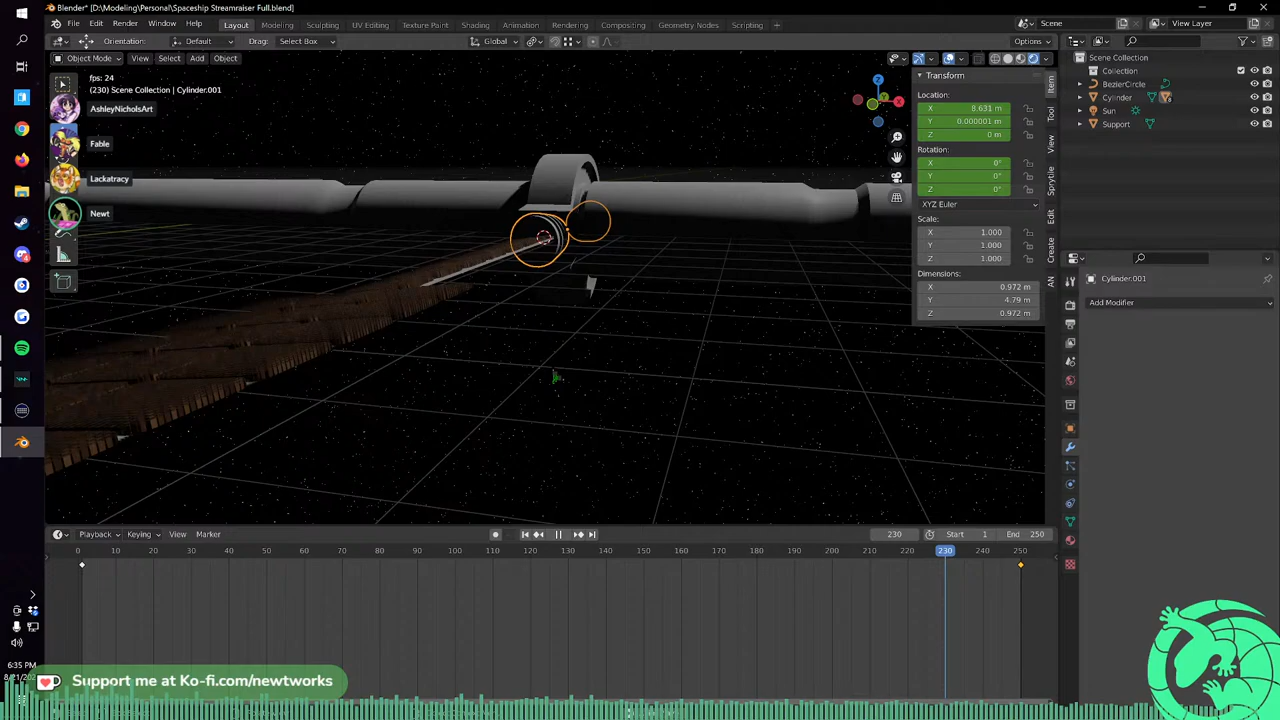 Blender* [D:\Modeling\Personal\Spaceship Streamraiser Full.blend]
File Edit Render Window Help Layout Modeling Sculpting UV Editing Texture Paint Shading Animation Rendering Compositing Geometry Nodes Scripting + Scene View Layer
Orientation: Default Drag: Select Box Global Options
Object Mode View Select Add Object
fps: 24
(230) Scene Collection | Cylinder.001
AshleyNicholsArt
Fable
Lackatracy
Newt
Z
Y
X
Transform
Location:
X 8.631 m
Y 0.000001 m
Z 0 m
Rotation:
X 0°
Y 0°
Z 0°
XYZ Euler
Scale:
X 1.000
Y 1.000
Z 1.000
Dimensions:
X 0.972 m
Y 4.79 m
Z 0.972 m
Item
Tool
View
Sprytile
Edit
Create
AN
Scene Collection
Collection
BezierCircle
Cylinder
Sun
Support
Cylinder.001
Add Modifier
Playback Keying View Marker 230 Start 1 End 250
0 10 20 30 40 50 60 70 80 90 100 110 120 130 140 150 160 170 180 190 200 210 220 230 240 250
6:35 PM
Support me at Ko-fi.com/newtworks